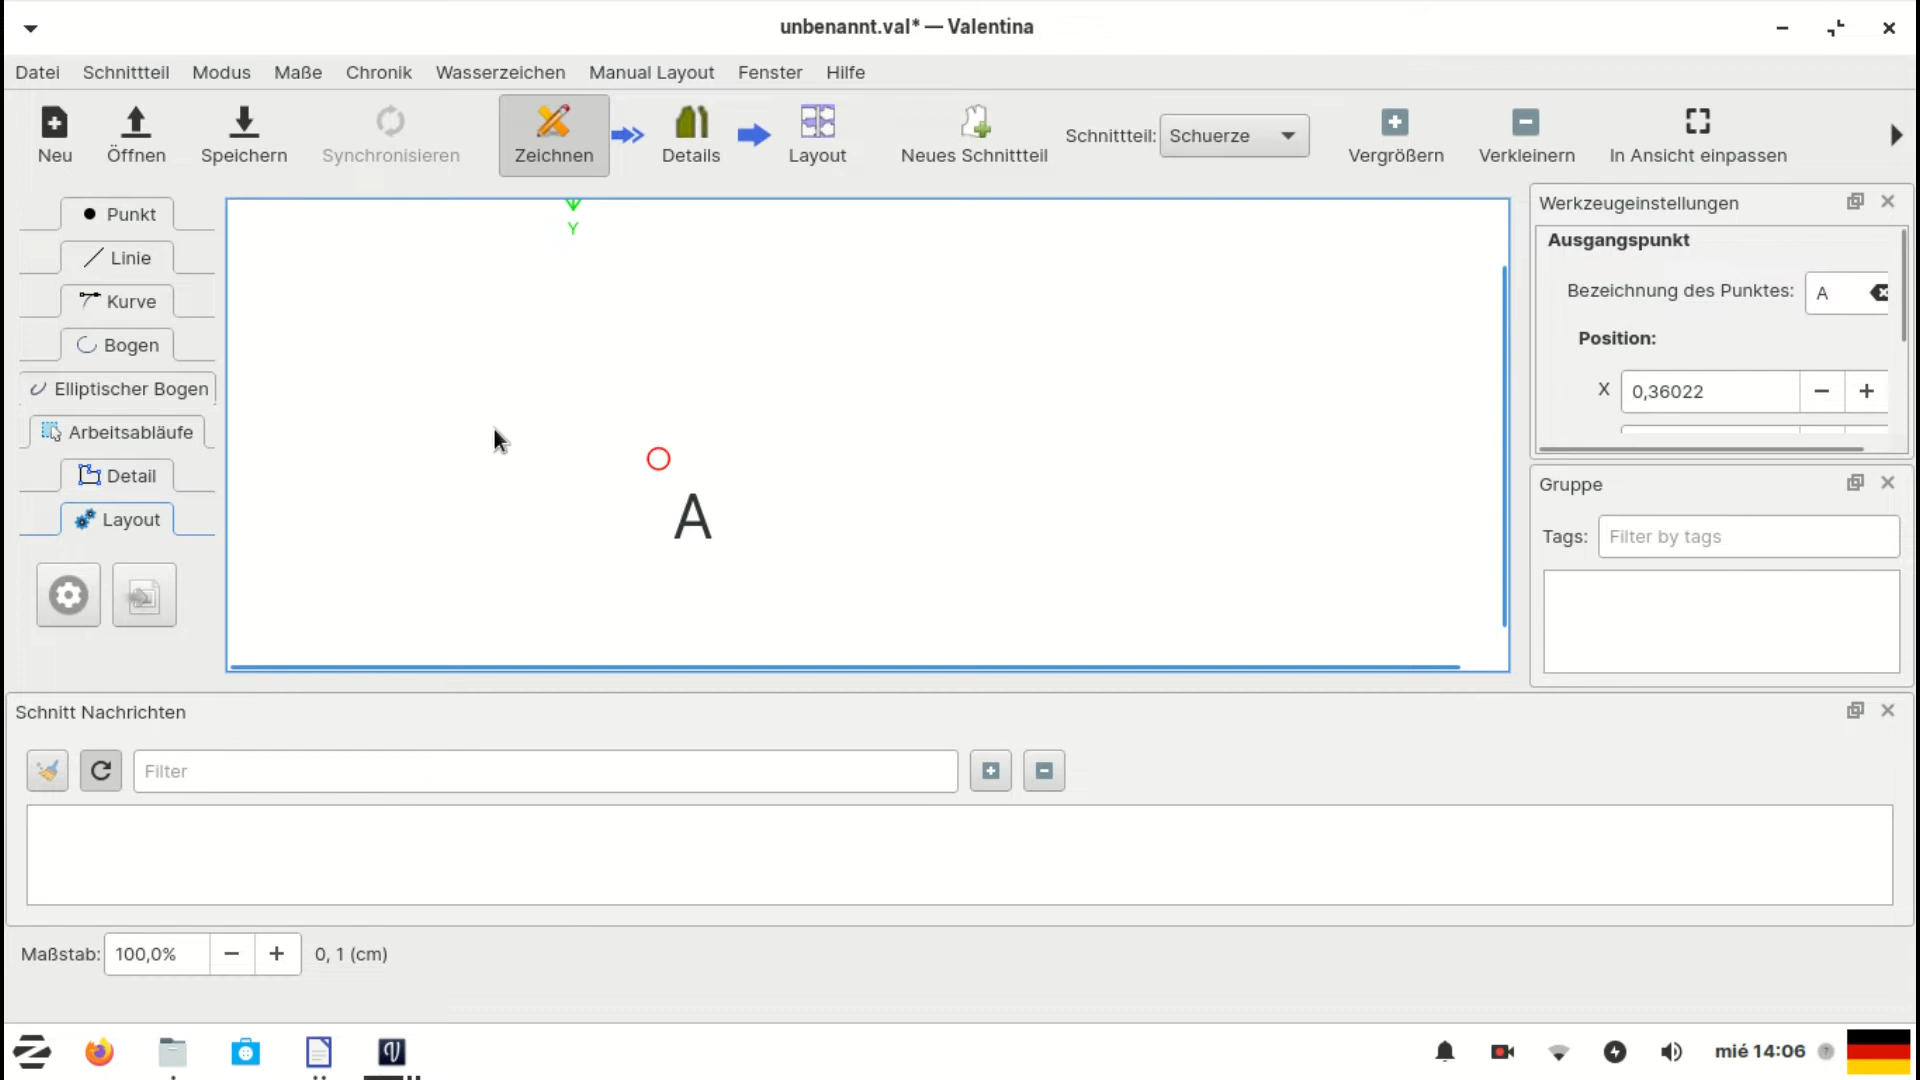 unbenannt.val* — Valentina
Datei Schnittteil Modus Maße Chronik Wasserzeichen Manual Layout Fenster Hilfe
Neu Öffnen Speichern Synchronisieren Zeichnen Details Layout Neues Schnittteil Schnittteil: Schuerze Vergrößern Verkleinern In Ansicht einpassen
Punkt
Linie
Kurve
Bogen
Elliptischer Bogen
Arbeitsabläufe
Detail
Layout
Y
A
Werkzeugeinstellungen
Ausgangspunkt
Bezeichnung des Punktes: A
Position:
X 0,36022
Gruppe
Tags: Filter by tags
Schnitt Nachrichten
Filter
Maßstab: 100,0% 0, 1 (cm)
mié 14:06